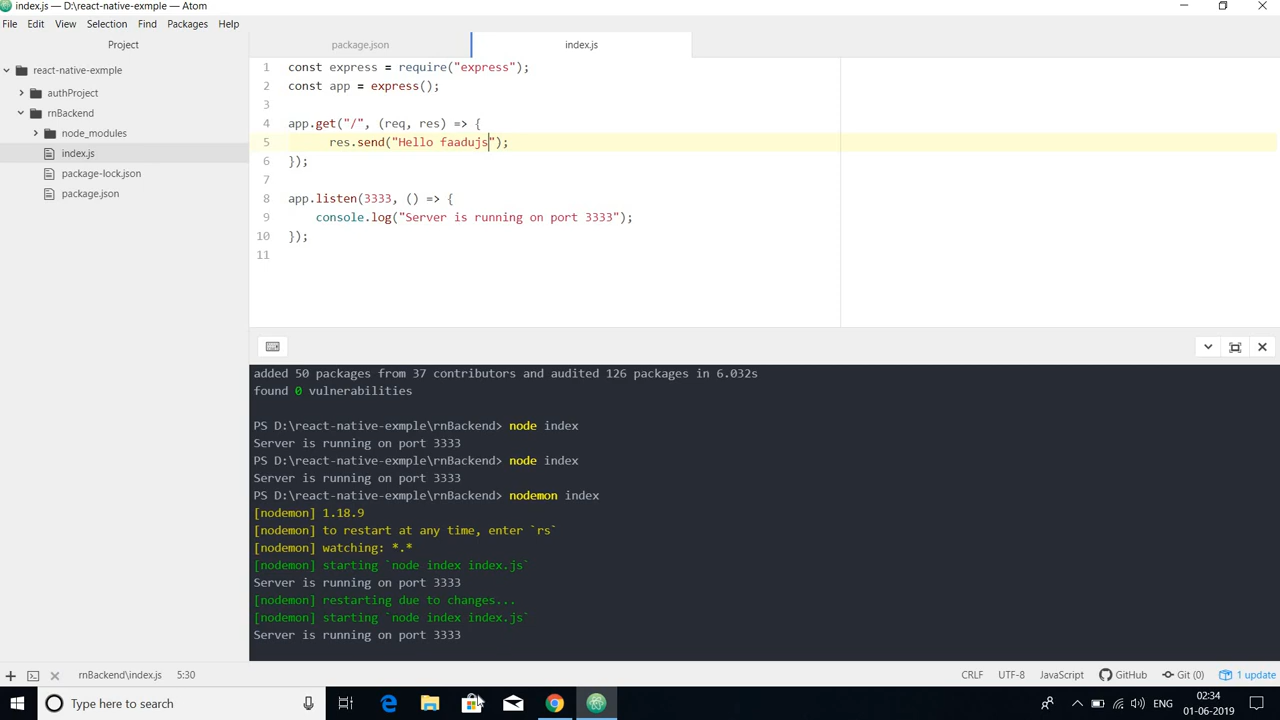 index.js — D:\react-native-exmple — Atom
File Edit View Selection Find Packages Help
Project
package.json
index.js
react-native-exmple
authProject
rnBackend
node_modules
index.js
package-lock.json
package.json
1 const express = require("express");
2 const app = express();
3
4 app.get("/", (req, res) => {
5 res.send("Hello faadujs");
6 });
7
8 app.listen(3333, () => {
9 console.log("Server is running on port 3333");
10 });
11
added 50 packages from 37 contributors and audited 126 packages in 6.032s
found 0 vulnerabilities
PS D:\react-native-exmple\rnBackend> node index
Server is running on port 3333
PS D:\react-native-exmple\rnBackend> node index
Server is running on port 3333
PS D:\react-native-exmple\rnBackend> nodemon index
[nodemon] 1.18.9
[nodemon] to restart at any time, enter `rs`
[nodemon] watching: *.*
[nodemon] starting `node index index.js`
Server is running on port 3333
[nodemon] restarting due to changes...
[nodemon] starting `node index index.js`
Server is running on port 3333
rnBackend\index.js 5:30 CRLF UTF-8 JavaScript GitHub Git (0) 1 update
Type here to search
ENG
02:34
01-06-2019